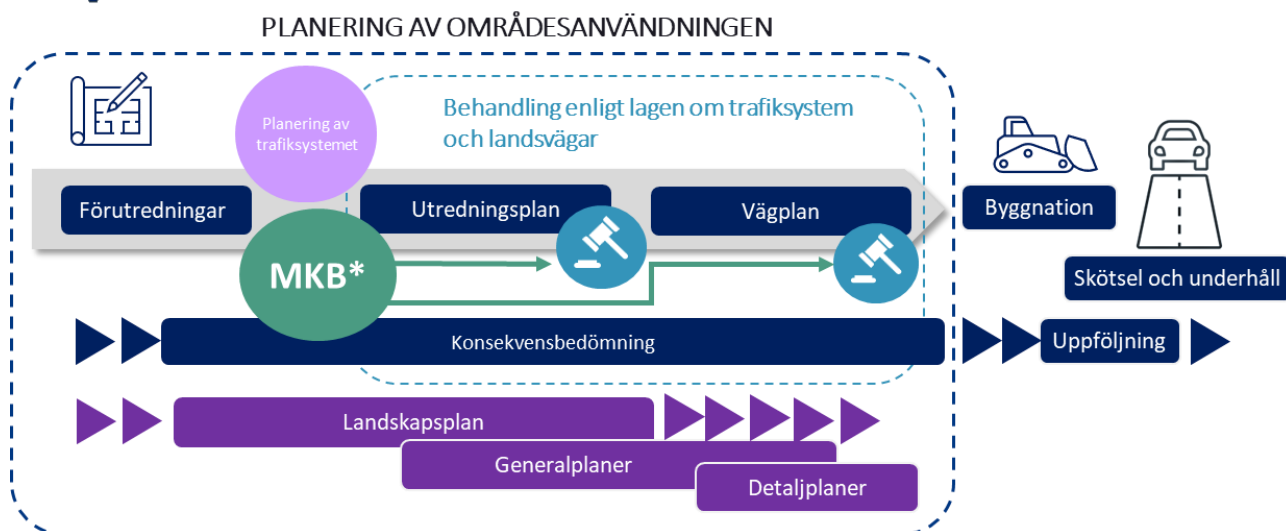 PLANERING AV OMRÅDESANVÄNDNINGEN
Planering av
trafiksystemet
Behandling enligt lagen om trafiksystem
och landsvägar
Förutredningar
Utredningsplan
Vägplan
Byggnation
MKB*
Skötsel och underhåll
Konsekvensbedömning
Uppföljning
Landskapsplan
Generalplaner
Detaljplaner